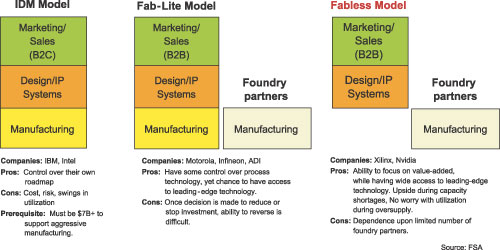 IDM Model
Marketing/
Sales
(B2C)
Design/IP
Systems
Manufacturing
Companies: IBM, Intel
Pros: Control over their own
roadmap
Cons: Cost, risk, swings in
utilization
Prerequisite: Must be $7B+ to
support aggressive
manufacturing.
Fab-Lite Model
Marketing/
Sales
(B2B)
Design/IP
Systems
Manufacturing
Foundry
partners
Manufacturing
Companies: Motorola, Infineon, ADI
Pros: Have some control over process
technology, yet chance to have access
to leading-edge technology.
Cons: Once decision is made to reduce or
stop investment, ability to reverse is
difficult.
Fabless Model
Marketing/
Sales
(B2B)
Design/IP
Systems
Foundry
partners
Manufacturing
Companies: Xilinx, Nvidia
Pros: Ability to focus on value-added,
while having wide access to leading-edge
technology. Upside during capacity
shortages, No worry with utilization
during oversupply.
Cons: Dependence upon limited number of
foundry partners.
Source: FSA